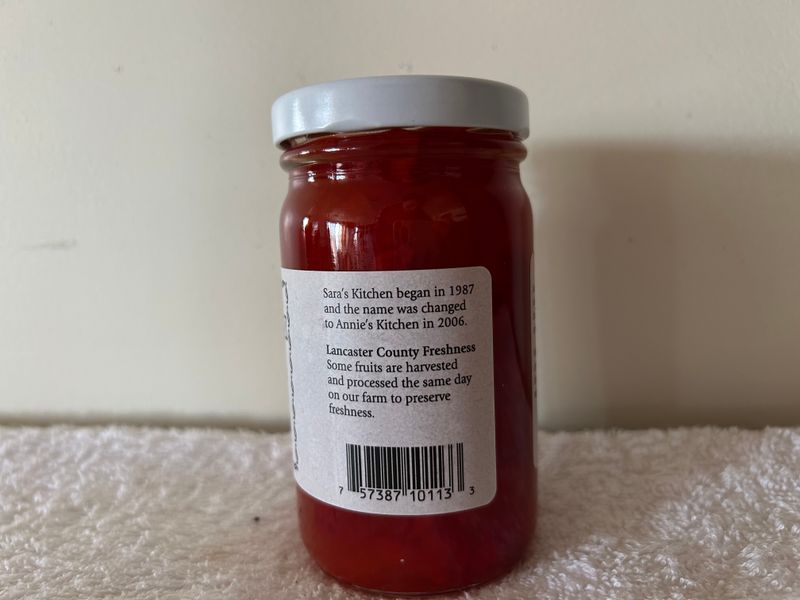 Sara's Kitchen began in 1987
and the name was changed
to Annie's Kitchen in 2006.
Lancaster County Freshness
Some fruits are harvested
and processed the same day
on our farm to preserve
freshness.
7 57387 10113 3